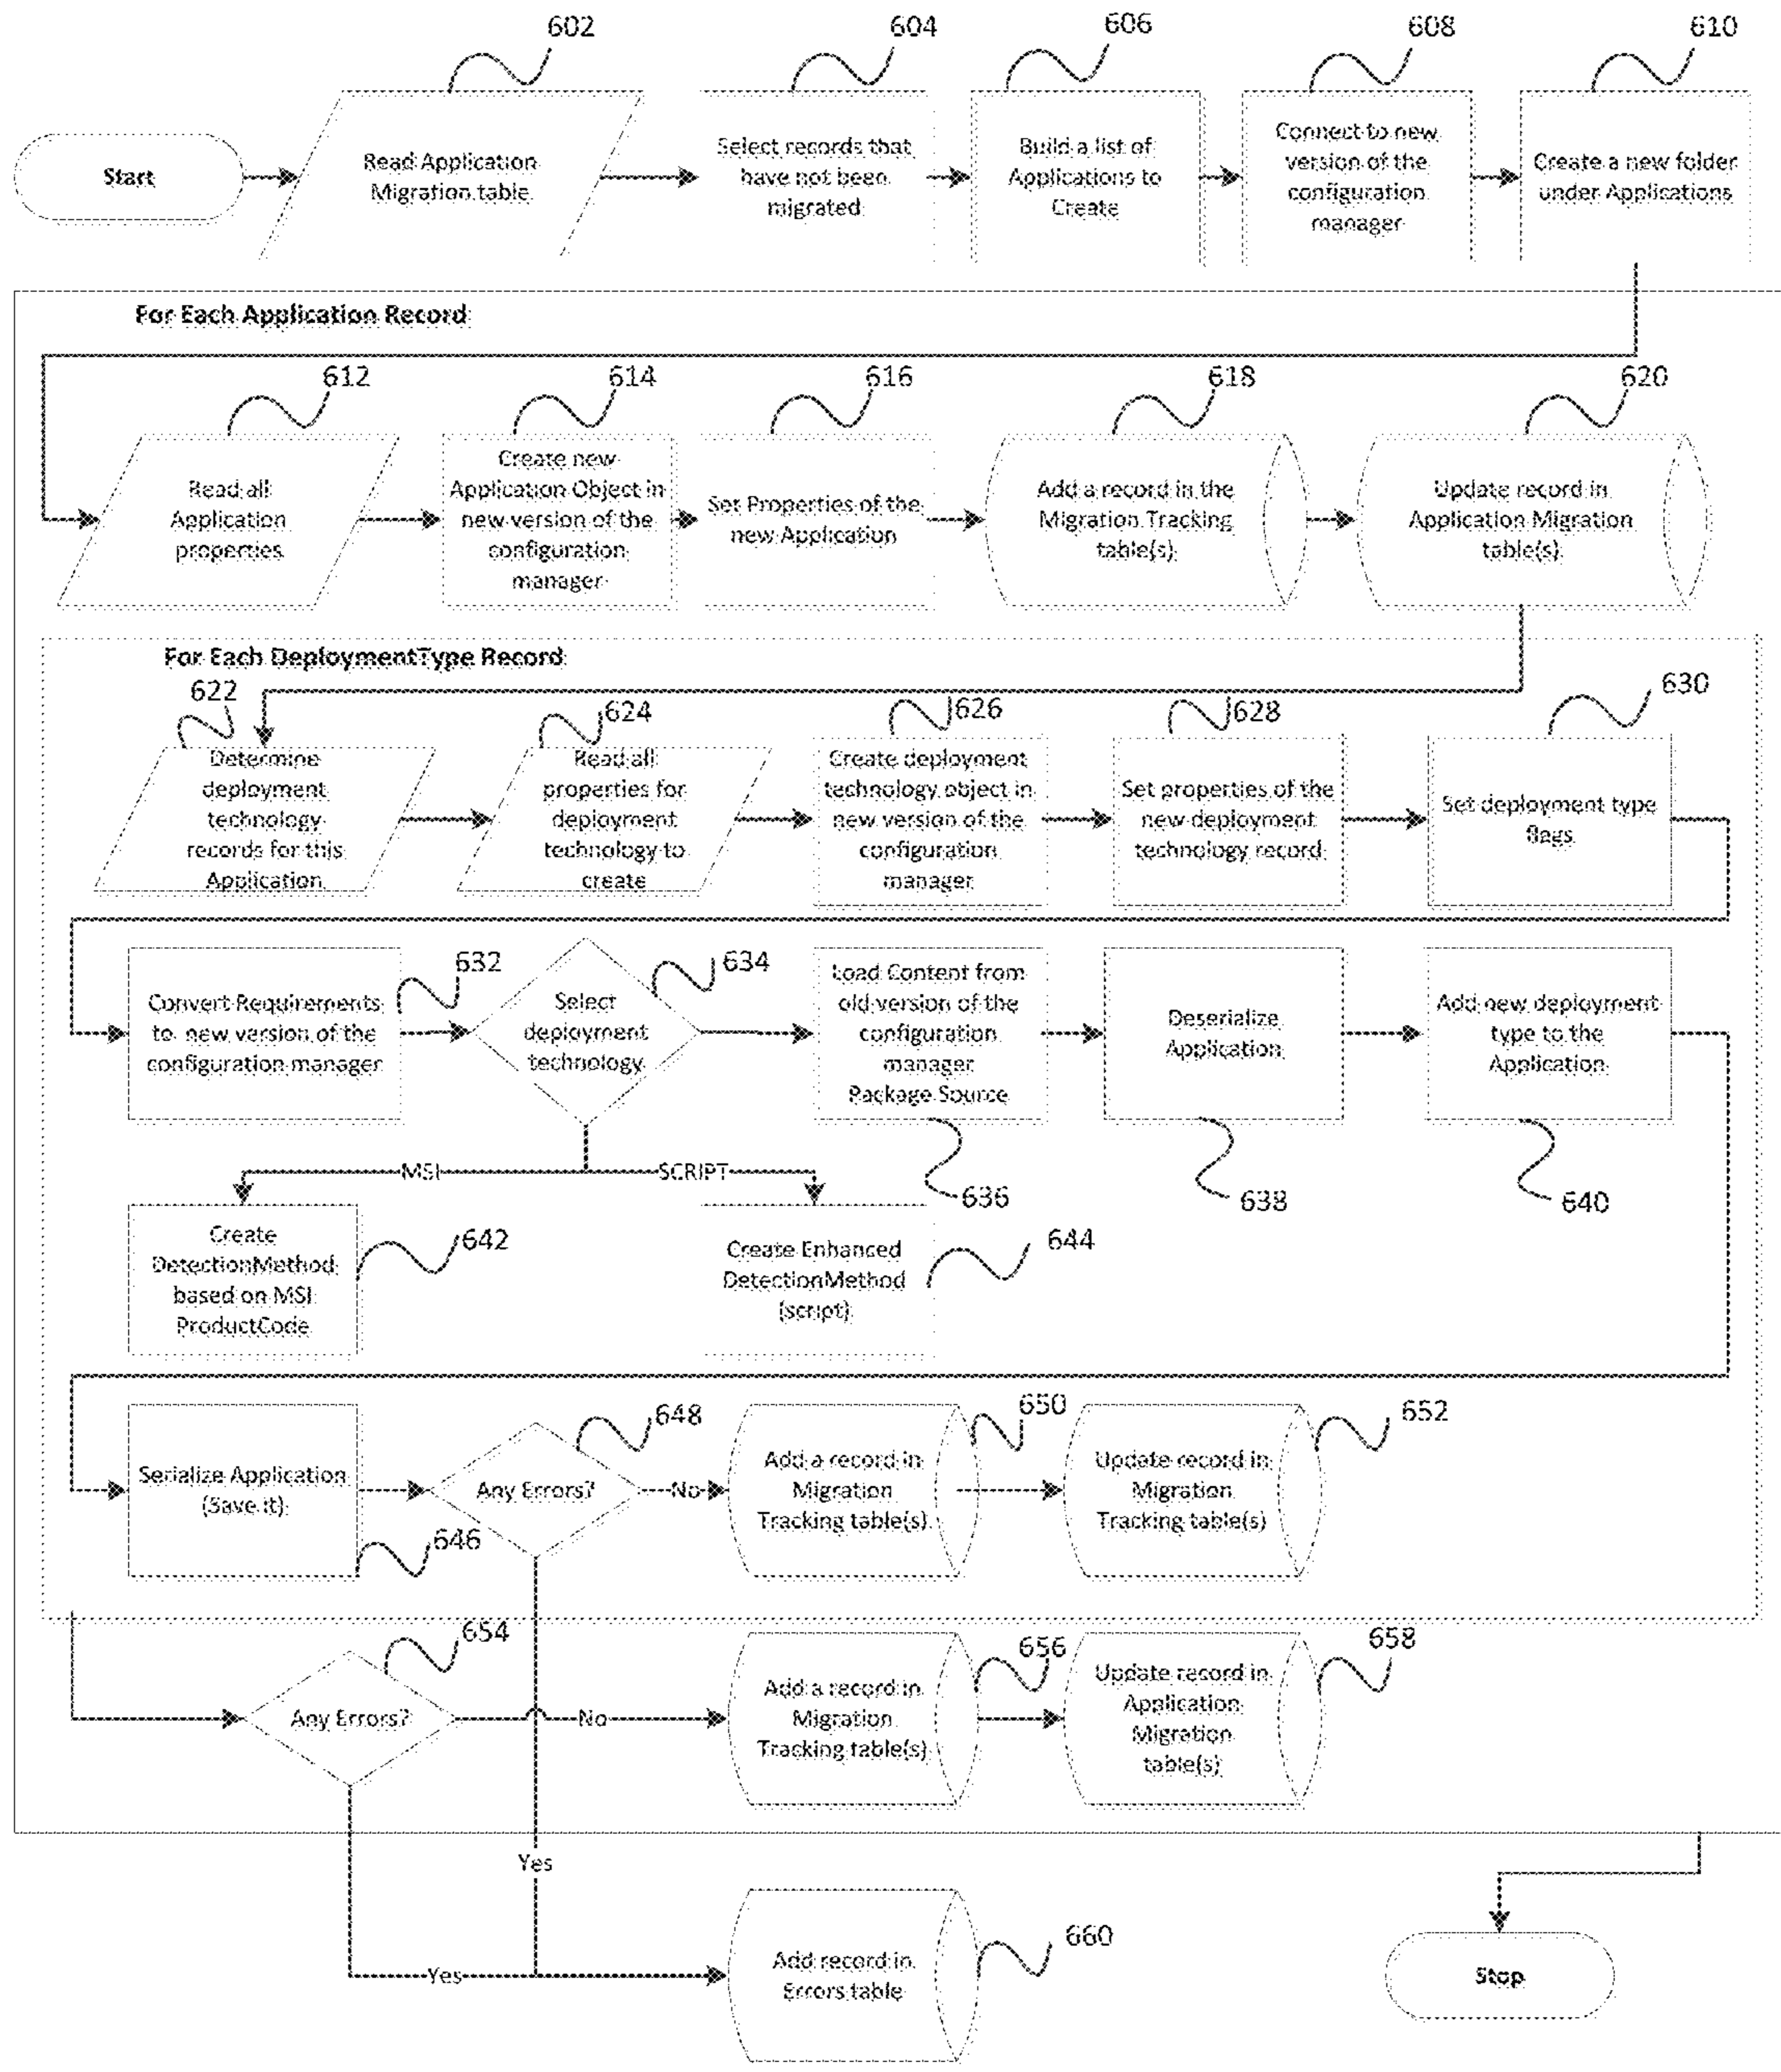 602
604
606
608
610
Start
Read Application
Migration table
Select records that
have not been
migrated
Build a list of
Applications to
Create
Connect to new
version of the
configuration
manager
Create a new folder
under Applications
For Each Application Record
612
614
616
618
620
Read all
Application
properties
Create new
Application Object in
new version of the
configuration
manager
Set Properties of the
new Application
Add a record in the
Migration Tracking
table(s)
Update record in
Application Migration
table(s)
For Each DeploymentType Record
622
624
626
628
630
Determine
deployment
technology
records for this
Application
Read all
properties for
deployment
technology to
create
Create deployment
technology object in
new version of the
configuration
manager
Set properties of the
new deployment
technology record
Set deployment type
flags
632
634
Convert Requirements
to new version of the
configuration manager
Select
deployment
technology
Load Content from
old version of the
configuration
manager
Package Source
Deserialize
Application
Add new deployment
type to the
Application
MSI
SCRIPT
636
638
640
Create
DetectionMethod
based on MSI
ProductCode
642
Create Enhanced
DetectionMethod
(script)
644
648
650
652
Serialize Application
(Save it)
646
Any Errors?
No
Add a record in
Migration
Tracking table(s)
Update record in
Migration
Tracking table(s)
654
656
658
Any Errors?
No
Add a record in
Migration
Tracking table(s)
Update record in
Application
Migration
table(s)
Yes
Yes
Add record in
Errors table
660
Stop